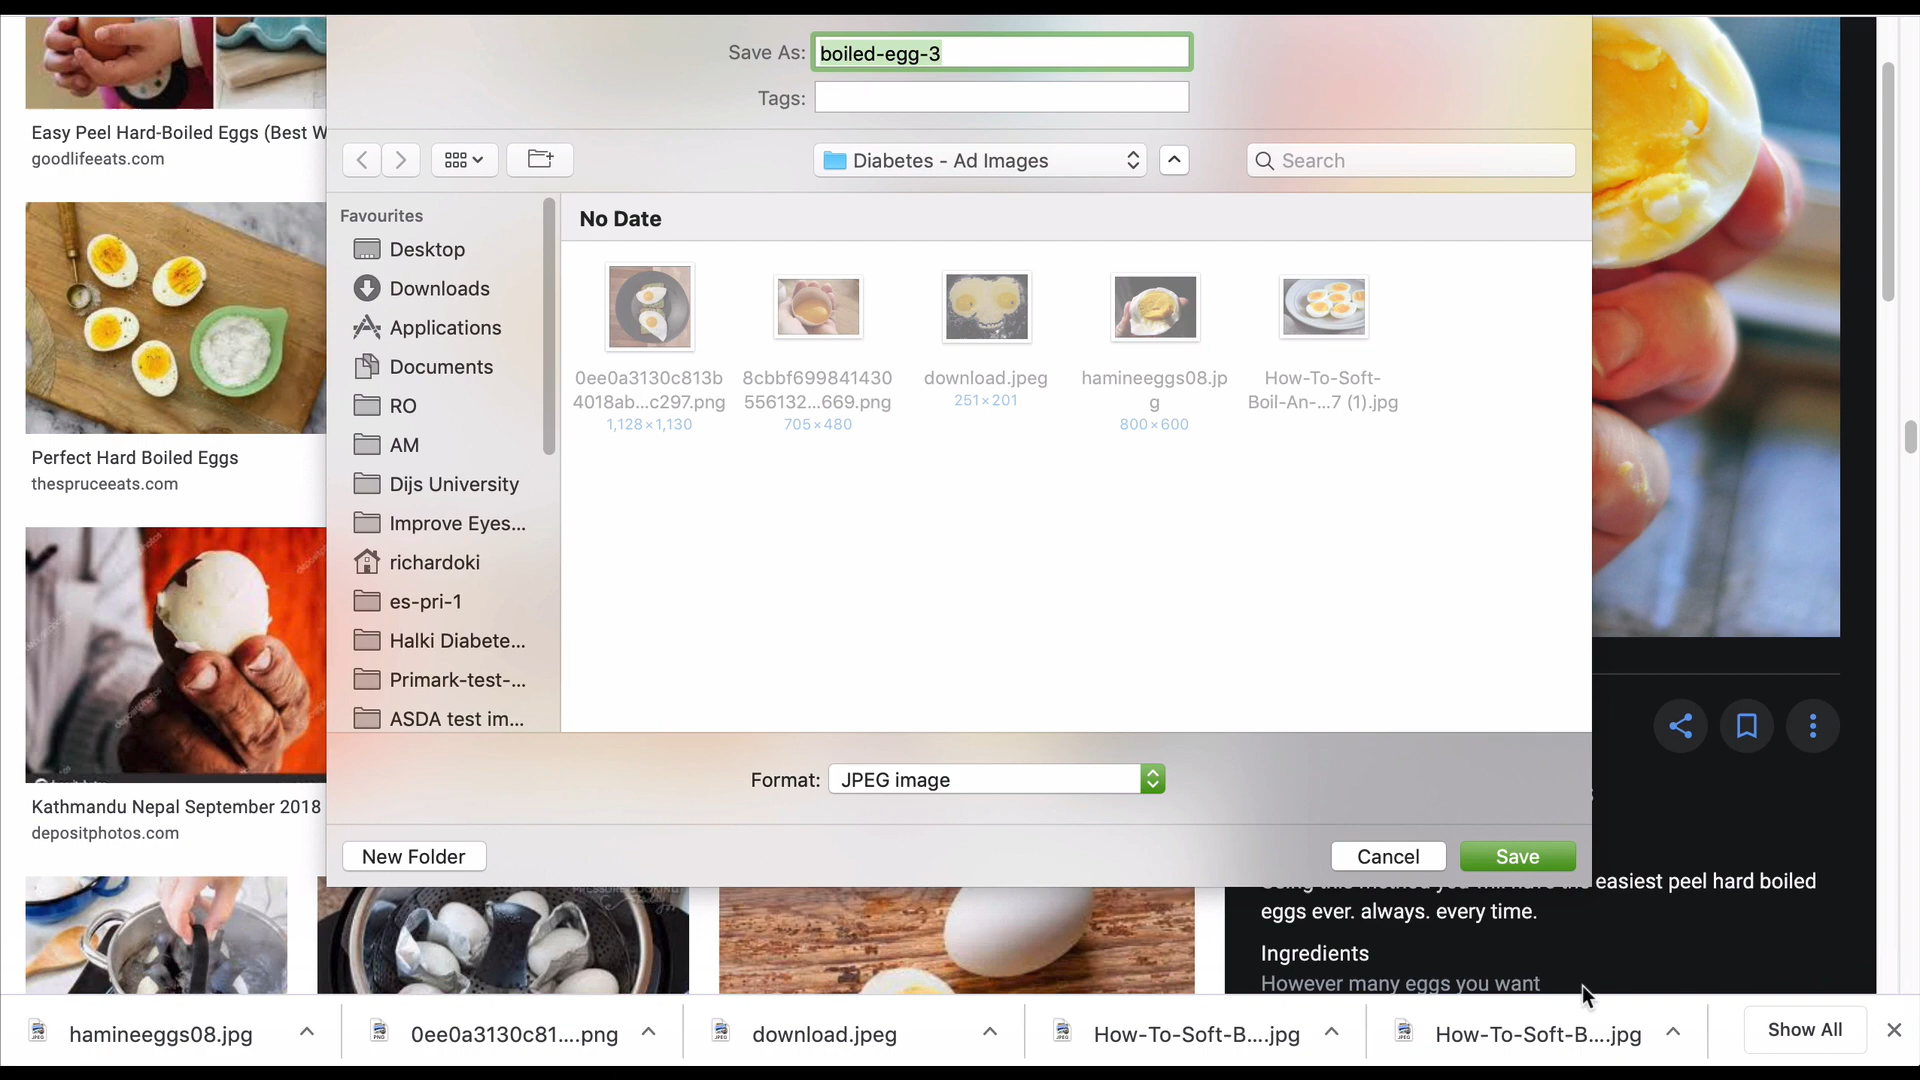 Save As: boiled-egg-3
Tags:
Diabetes - Ad Images
Search
Easy Peel Hard-Boiled Eggs (Best W
goodlifeeats.com
Perfect Hard Boiled Eggs
thespruceeats.com
Kathmandu Nepal September 2018
depositphotos.com
Favourites
Desktop
Downloads
Applications
Documents
RO
AM
Dijs University
Improve Eyes...
richardoki
es-pri-1
Halki Diabete...
Primark-test-...
ASDA test im...
No Date
0ee0a3130c813b
4018ab...c297.png
1,128×1,130
8cbbf699841430
556132...669.png
705×480
download.jpeg
251×201
hamineeggs08.jp
g
800×600
How-To-Soft-
Boil-An-...7 (1).jpg
Format: JPEG image
New Folder
Cancel
Save
easiest peel hard boiled
eggs ever. always. every time.
Ingredients
However many eggs you want
hamineeggs08.jpg
0ee0a3130c81....png
download.jpeg
How-To-Soft-B....jpg
How-To-Soft-B....jpg
Show All